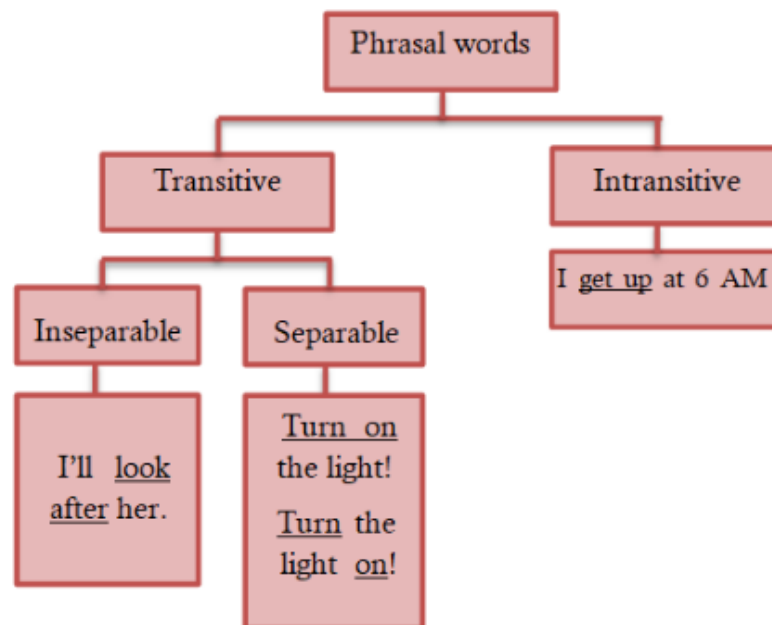 Phrasal words
Transitive
Intransitive
I get up at 6 AM
Inseparable
Separable
I’ll look
after her.
Turn on
the light!
Turn the
light on!